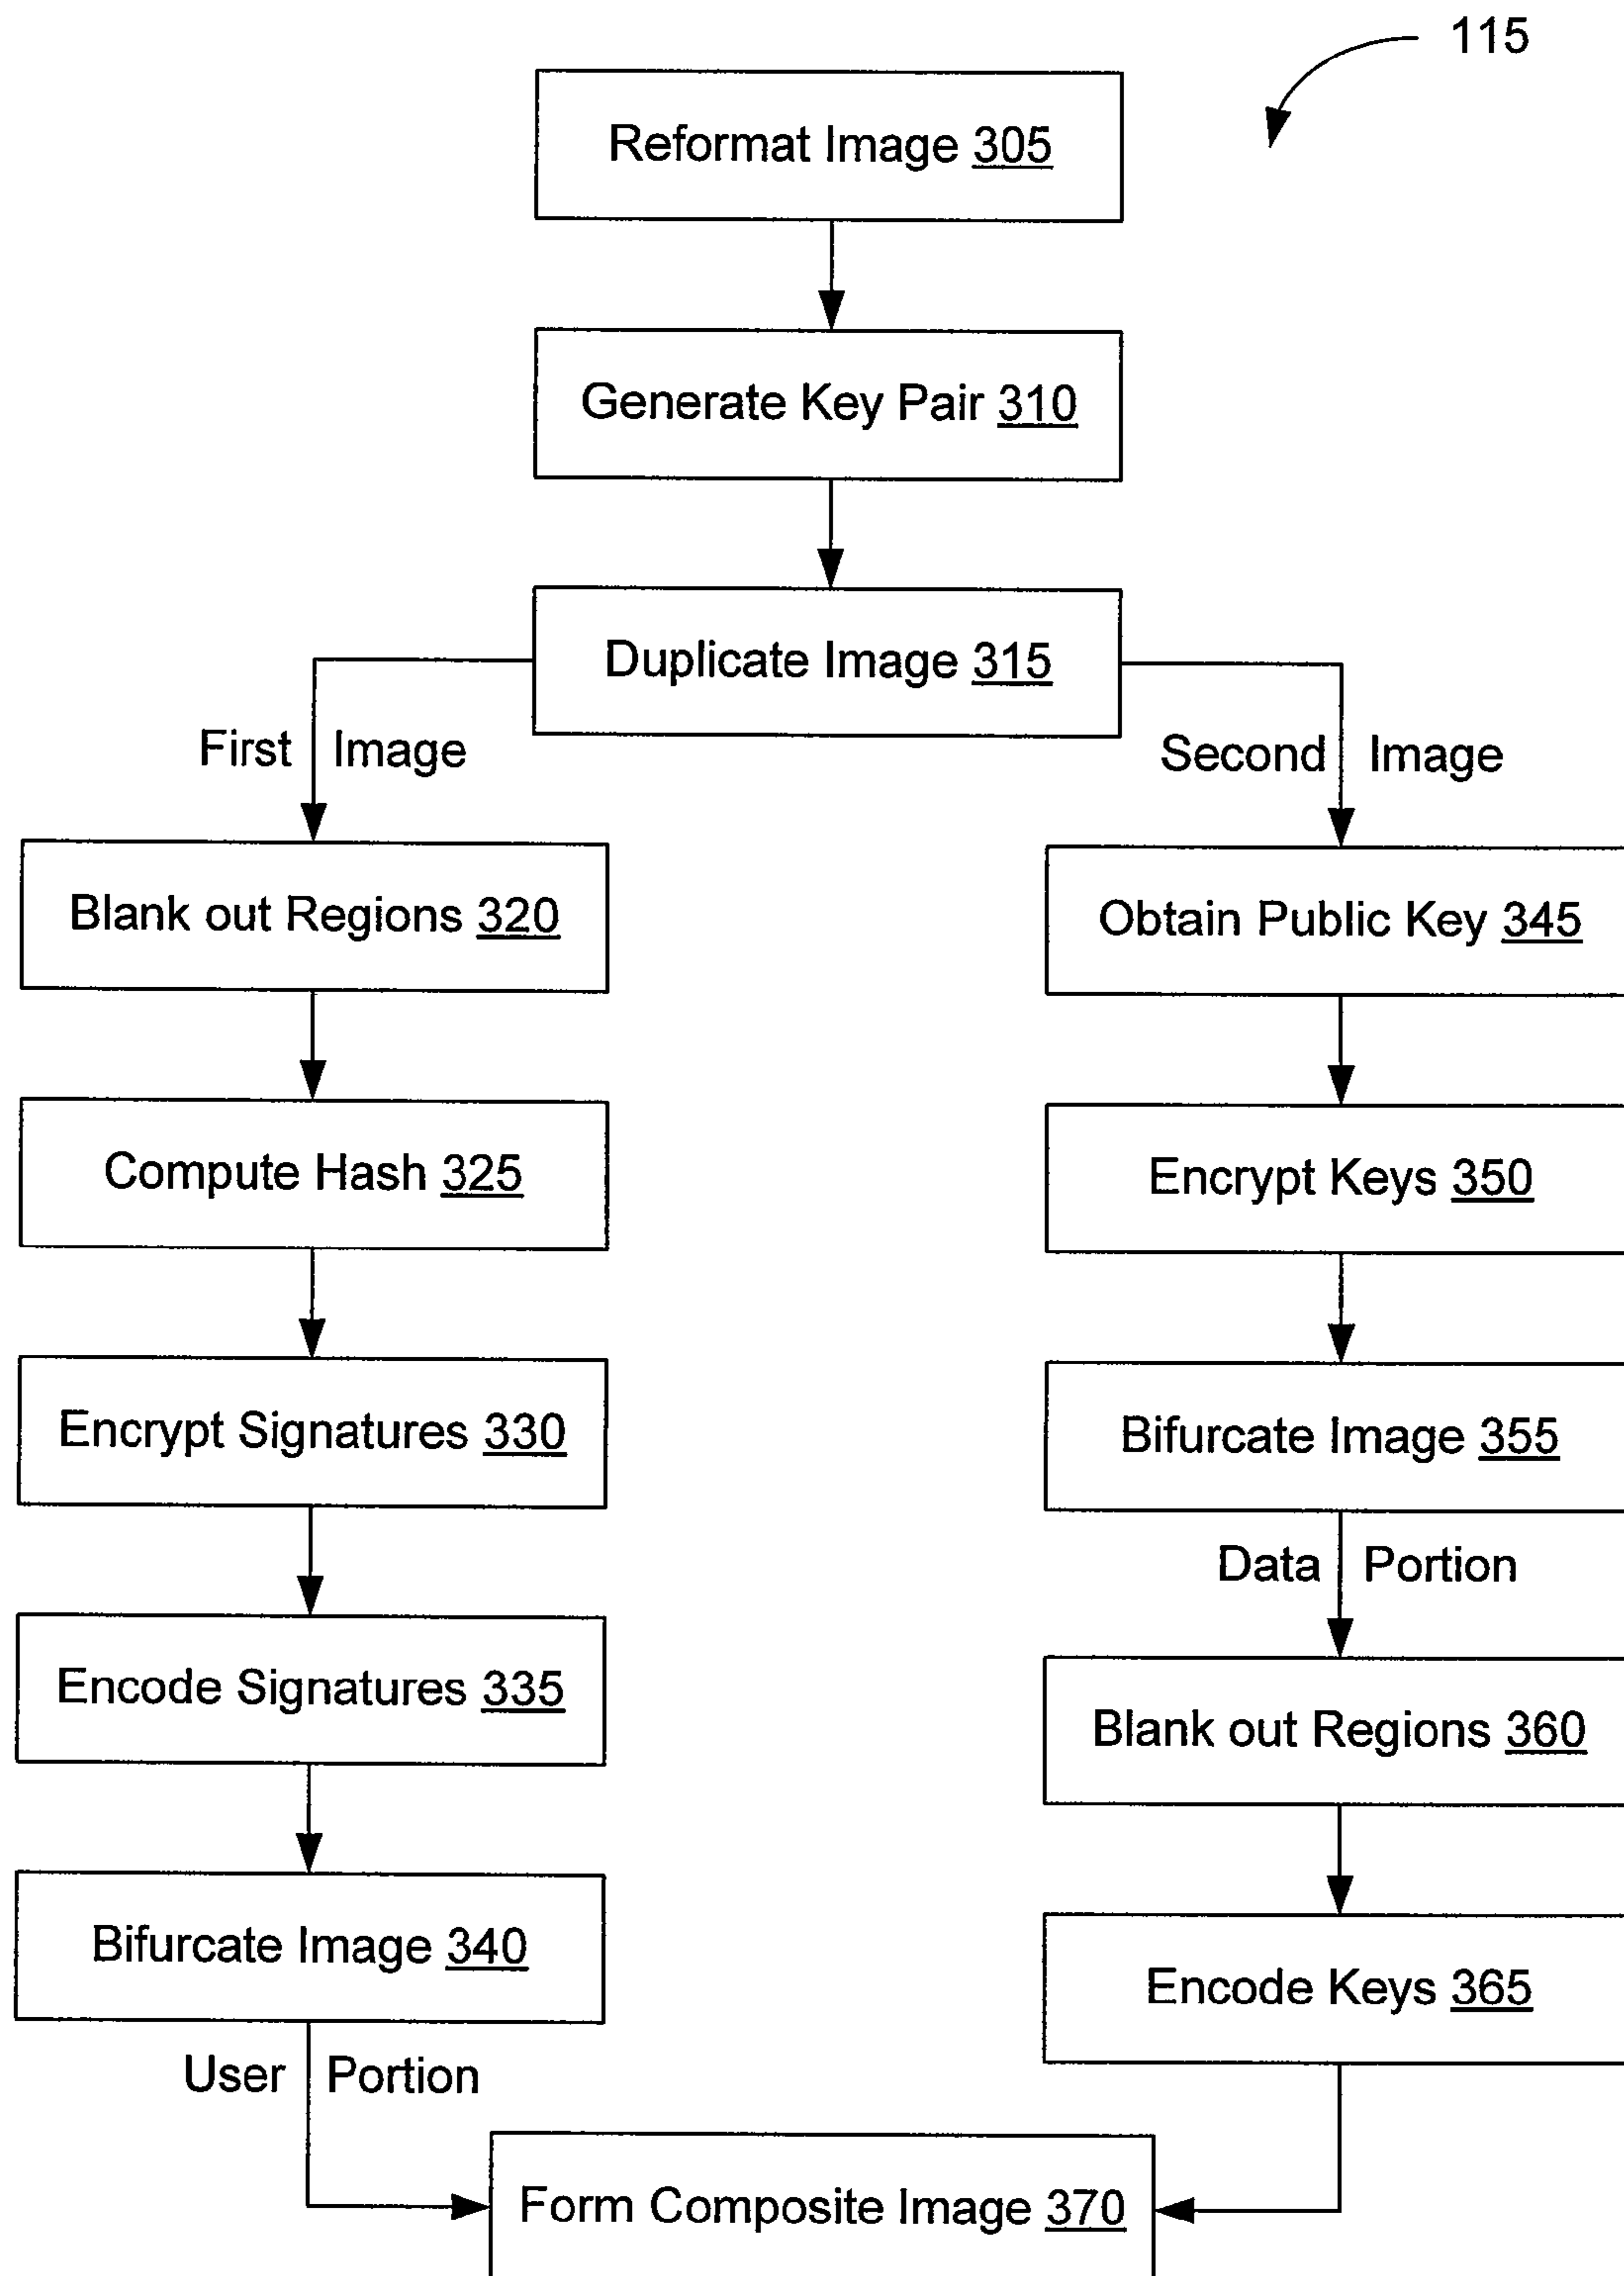 115
Reformat Image 305
Generate Key Pair 310
Duplicate Image 315
First Image
Second Image
Blank out Regions 320
Compute Hash 325
Encrypt Signatures 330
Encode Signatures 335
Bifurcate Image 340
User Portion
Obtain Public Key 345
Encrypt Keys 350
Bifurcate Image 355
Data Portion
Blank out Regions 360
Encode Keys 365
Form Composite Image 370